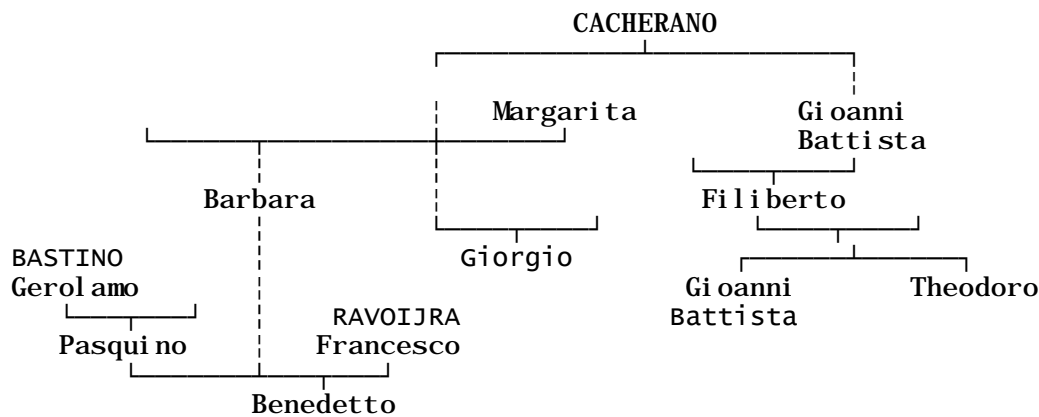 CACHERANO
Margarita
Gioanni
Battista
Barbara
Filiberto
BASTINO
Gerolamo
Giorgio
Gioanni
Battista
Theodoro
RAVOIJRA
Pasquino
Francesco
Benedetto